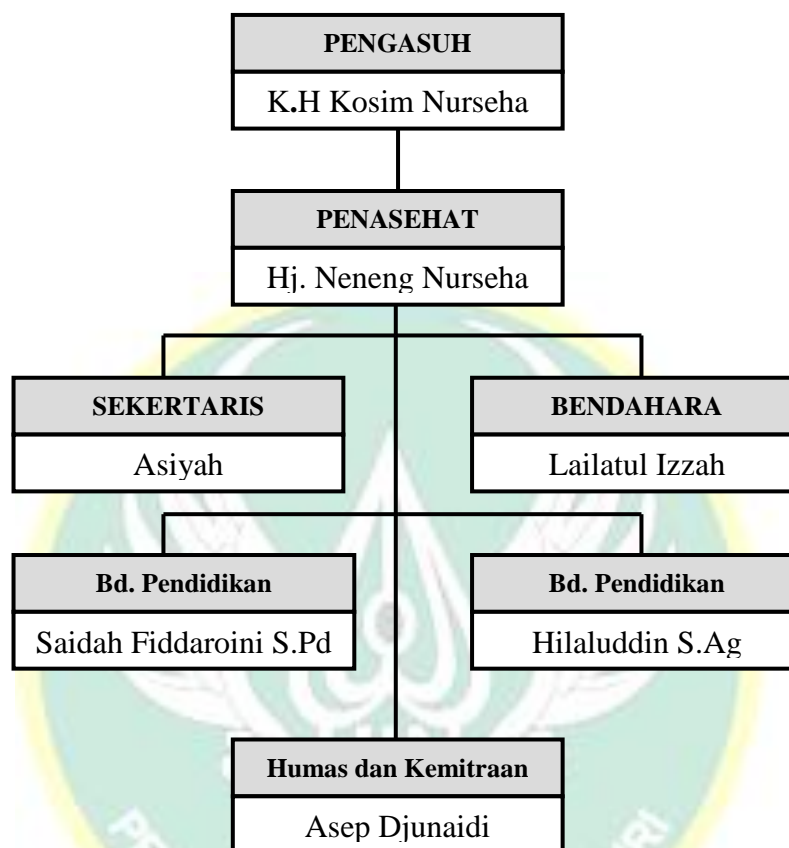 PENGASUH
K.H Kosim Nurseha
PENASEHAT
Hj. Neneng Nurseha
SEKERTARIS
Asiyah
BENDAHARA
Lailatul Izzah
Bd. Pendidikan
Saidah Fiddaroini S.Pd
Bd. Pendidikan
Hilaluddin S.Ag
Humas dan Kemitraan
Asep Djunaidi